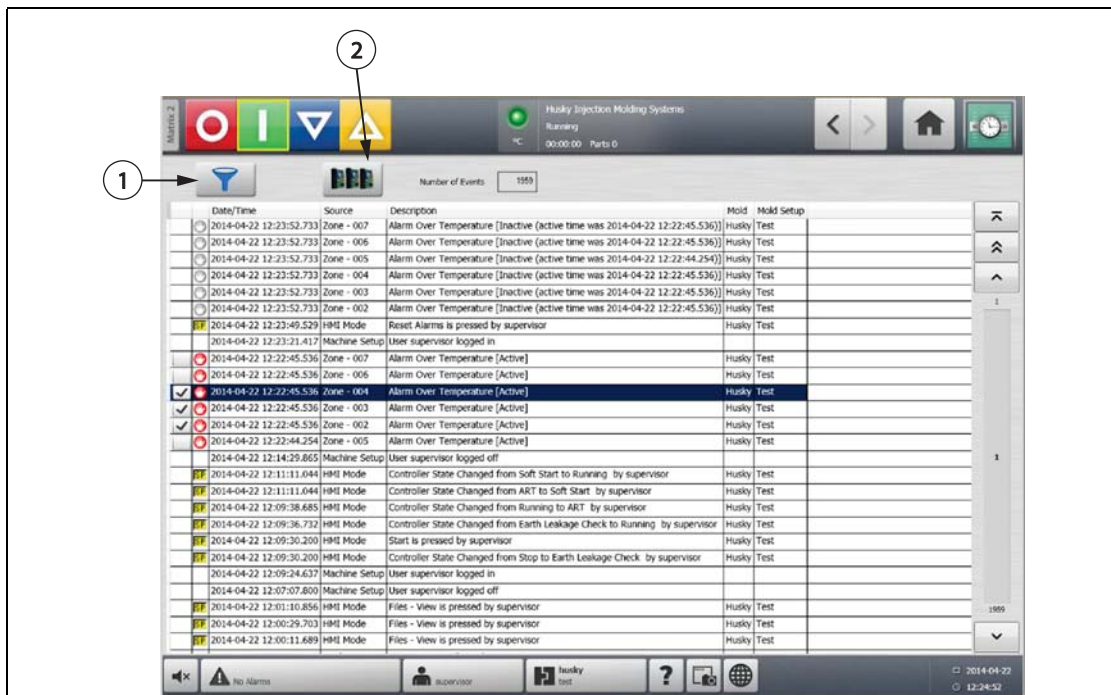 2
1
Matrix 2
Husky Injection Molding Systems
Running
°C
00:00:00 Parts 0
Number of Events 1959
Date/Time Source Description Mold Mold Setup
2014-04-22 12:23:52.733 Zone - 007 Alarm Over Temperature [Inactive (active time was 2014-04-22 12:22:45.536)] Husky Test
2014-04-22 12:23:52.733 Zone - 006 Alarm Over Temperature [Inactive (active time was 2014-04-22 12:22:45.536)] Husky Test
2014-04-22 12:23:52.733 Zone - 005 Alarm Over Temperature [Inactive (active time was 2014-04-22 12:22:44.254)] Husky Test
2014-04-22 12:23:52.733 Zone - 004 Alarm Over Temperature [Inactive (active time was 2014-04-22 12:22:45.536)] Husky Test
2014-04-22 12:23:52.733 Zone - 003 Alarm Over Temperature [Inactive (active time was 2014-04-22 12:22:45.536)] Husky Test
2014-04-22 12:23:52.733 Zone - 002 Alarm Over Temperature [Inactive (active time was 2014-04-22 12:22:45.536)] Husky Test
2014-04-22 12:23:49.529 HMI Mode Reset Alarms is pressed by supervisor Husky Test
2014-04-22 12:23:21.417 Machine Setup User supervisor logged in
2014-04-22 12:22:45.536 Zone - 007 Alarm Over Temperature [Active] Husky Test
2014-04-22 12:22:45.536 Zone - 006 Alarm Over Temperature [Active] Husky Test
2014-04-22 12:22:45.536 Zone - 004 Alarm Over Temperature [Active] Husky Test
2014-04-22 12:22:45.536 Zone - 003 Alarm Over Temperature [Active] Husky Test
2014-04-22 12:22:45.536 Zone - 002 Alarm Over Temperature [Active] Husky Test
2014-04-22 12:22:44.254 Zone - 005 Alarm Over Temperature [Active] Husky Test
2014-04-22 12:14:29.865 Machine Setup User supervisor logged off
2014-04-22 12:11:11.044 HMI Mode Controller State Changed from Soft Start to Running by supervisor Husky Test
2014-04-22 12:11:11.044 HMI Mode Controller State Changed from ART to Soft Start by supervisor Husky Test
2014-04-22 12:09:38.685 HMI Mode Controller State Changed from Running to ART by supervisor Husky Test
2014-04-22 12:09:36.732 HMI Mode Controller State Changed from Earth Leakage Check to Running by supervisor Husky Test
2014-04-22 12:09:30.200 HMI Mode Start is pressed by supervisor Husky Test
2014-04-22 12:09:30.200 HMI Mode Controller State Changed from Stop to Earth Leakage Check by supervisor Husky Test
2014-04-22 12:09:24.637 Machine Setup User supervisor logged in
2014-04-22 12:07:07.800 Machine Setup User supervisor logged off
2014-04-22 12:01:10.856 HMI Mode Files - View is pressed by supervisor Husky Test
2014-04-22 12:00:29.703 HMI Mode Files - View is pressed by supervisor Husky Test
2014-04-22 12:00:11.689 HMI Mode Files - View is pressed by supervisor Husky Test
1
1
1959
No Alarms
supervisor
husky
test
?
2014-04-22
12:24:52